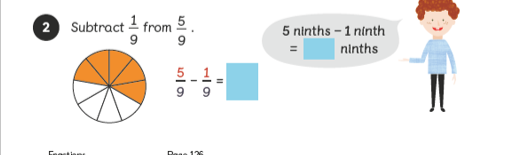 2 Subtract 1/9 from 5/9.
5 ninths – 1 ninth
= ninths
5/9 – 1/9 =